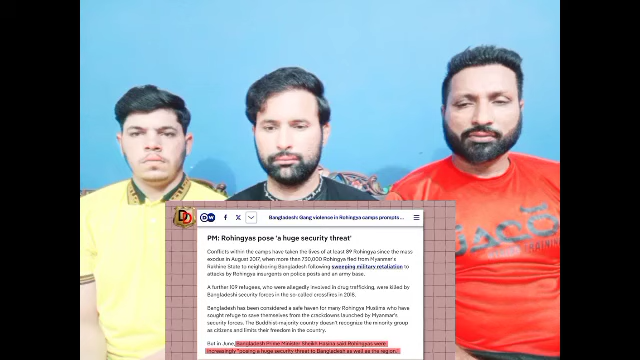 DW
Bangladesh: Gang violence in Rohingya camps prompts...
PM: Rohingyas pose 'a huge security threat'
Conflicts within the camps have taken the lives of at least 89 Rohingya since the mass
exodus in August 2017, when more than 730,000 Rohingya fled from Myanmar's
Rakhine State to neighboring Bangladesh following sweeping military retaliation to
attacks by Rohingya insurgents on police posts and an army base.
A further 109 refugees, who were allegedly involved in drug trafficking, were killed by
Bangladeshi security forces in the so-called crossfires in 2018.
Bangladesh has been considered a safe haven for many Rohingya Muslims who have
sought refuge to save themselves from the crackdowns launched by Myanmar's
security forces. The Buddhist majority country doesn't recognize the minority group
as citizens and limits their freedom in the country.
But in June, Bangladesh Prime Minister Sheikh Hasina said Rohingyas were
increasingly "posing a huge security threat to Bangladesh as well as the region."